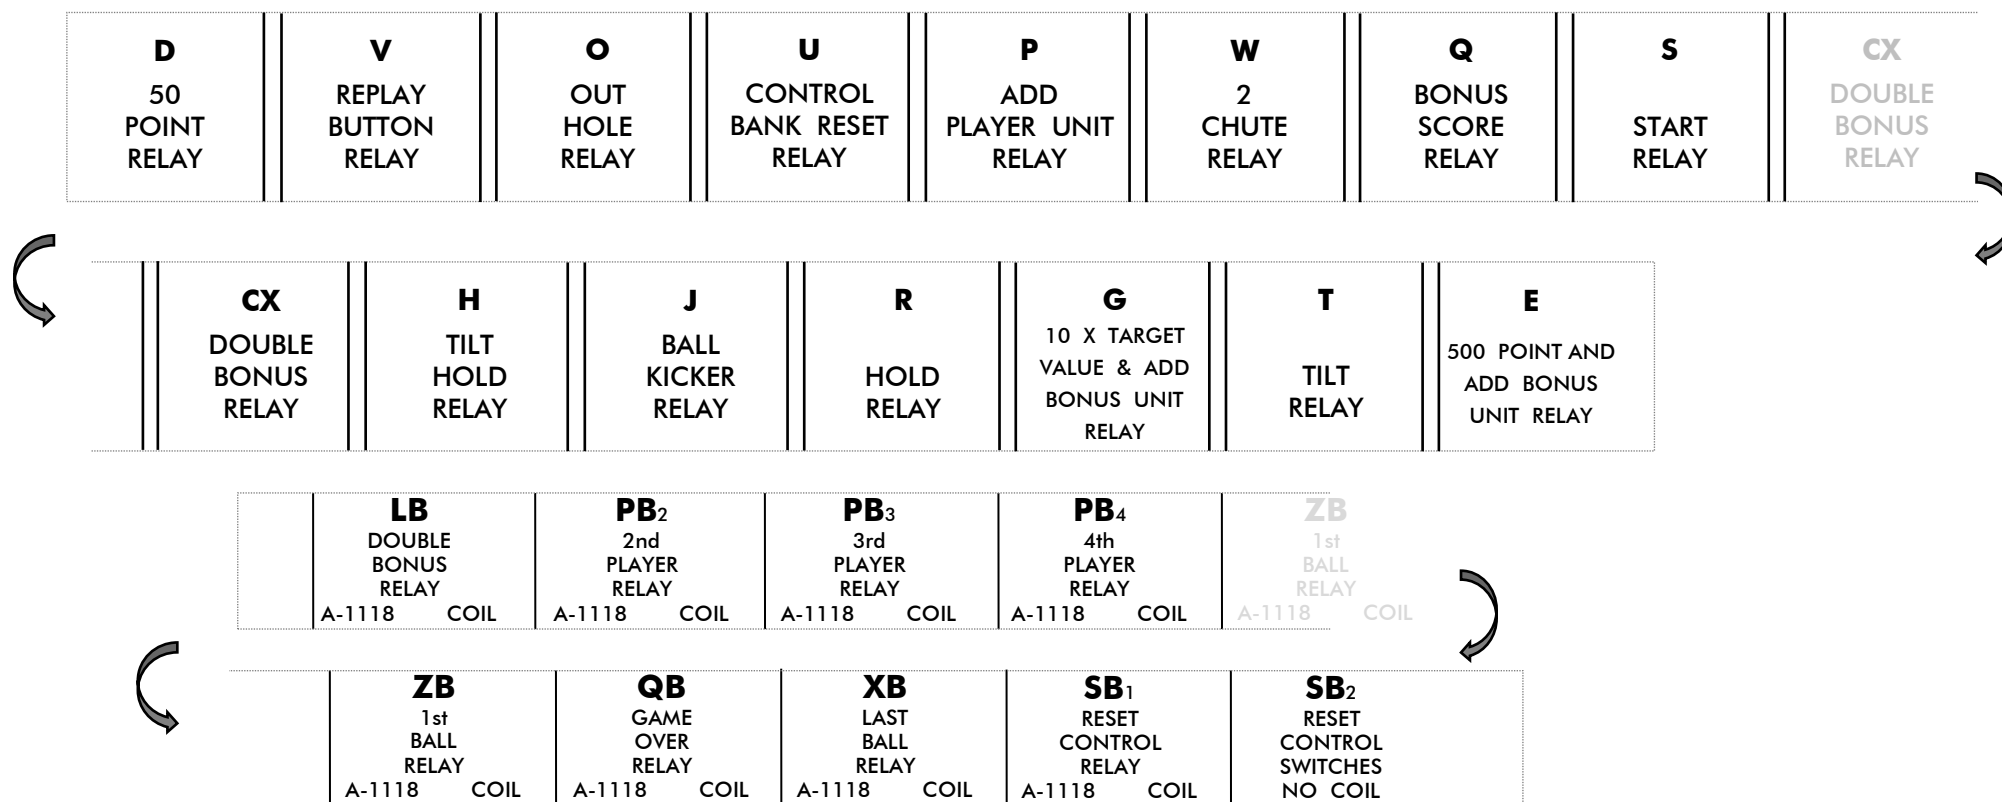 D
50
POINT
RELAY
V
REPLAY
BUTTON
RELAY
O
OUT
HOLE
RELAY
U
CONTROL
BANK RESET
RELAY
P
ADD
PLAYER UNIT
RELAY
W
2
CHUTE
RELAY
Q
BONUS
SCORE
RELAY
S
START
RELAY
CX
DOUBLE
BONUS
RELAY
CX
DOUBLE
BONUS
RELAY
H
TILT
HOLD
RELAY
J
BALL
KICKER
RELAY
R
HOLD
RELAY
G
10 X TARGET
VALUE & ADD
BONUS UNIT
RELAY
T
TILT
RELAY
E
500 POINT AND
ADD BONUS
UNIT RELAY
LB
DOUBLE
BONUS
RELAY
A-1118 COIL
PB2
2nd
PLAYER
RELAY
A-1118 COIL
PB3
3rd
PLAYER
RELAY
A-1118 COIL
PB4
4th
PLAYER
RELAY
A-1118 COIL
ZB
1st
BALL
RELAY
A-1118 COIL
ZB
1st
BALL
RELAY
A-1118 COIL
QB
GAME
OVER
RELAY
A-1118 COIL
XB
LAST
BALL
RELAY
A-1118 COIL
SB1
RESET
CONTROL
RELAY
A-1118 COIL
SB2
RESET
CONTROL
SWITCHES
NO COIL